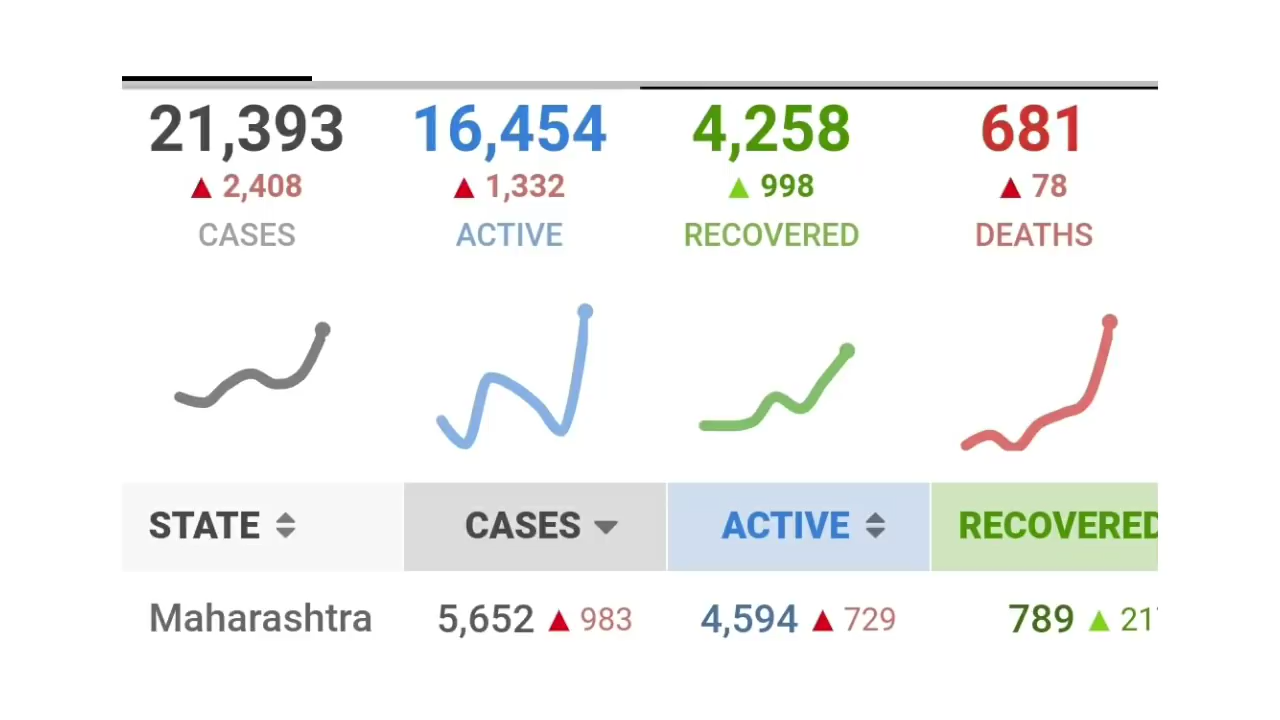 21,393 16,454 4,258 681
▲ 2,408 ▲ 1,332 ▲ 998 ▲ 78
CASES ACTIVE RECOVERED DEATHS
STATE CASES ACTIVE RECOVERED
Maharashtra 5,652 ▲ 983 4,594 ▲ 729 789 ▲